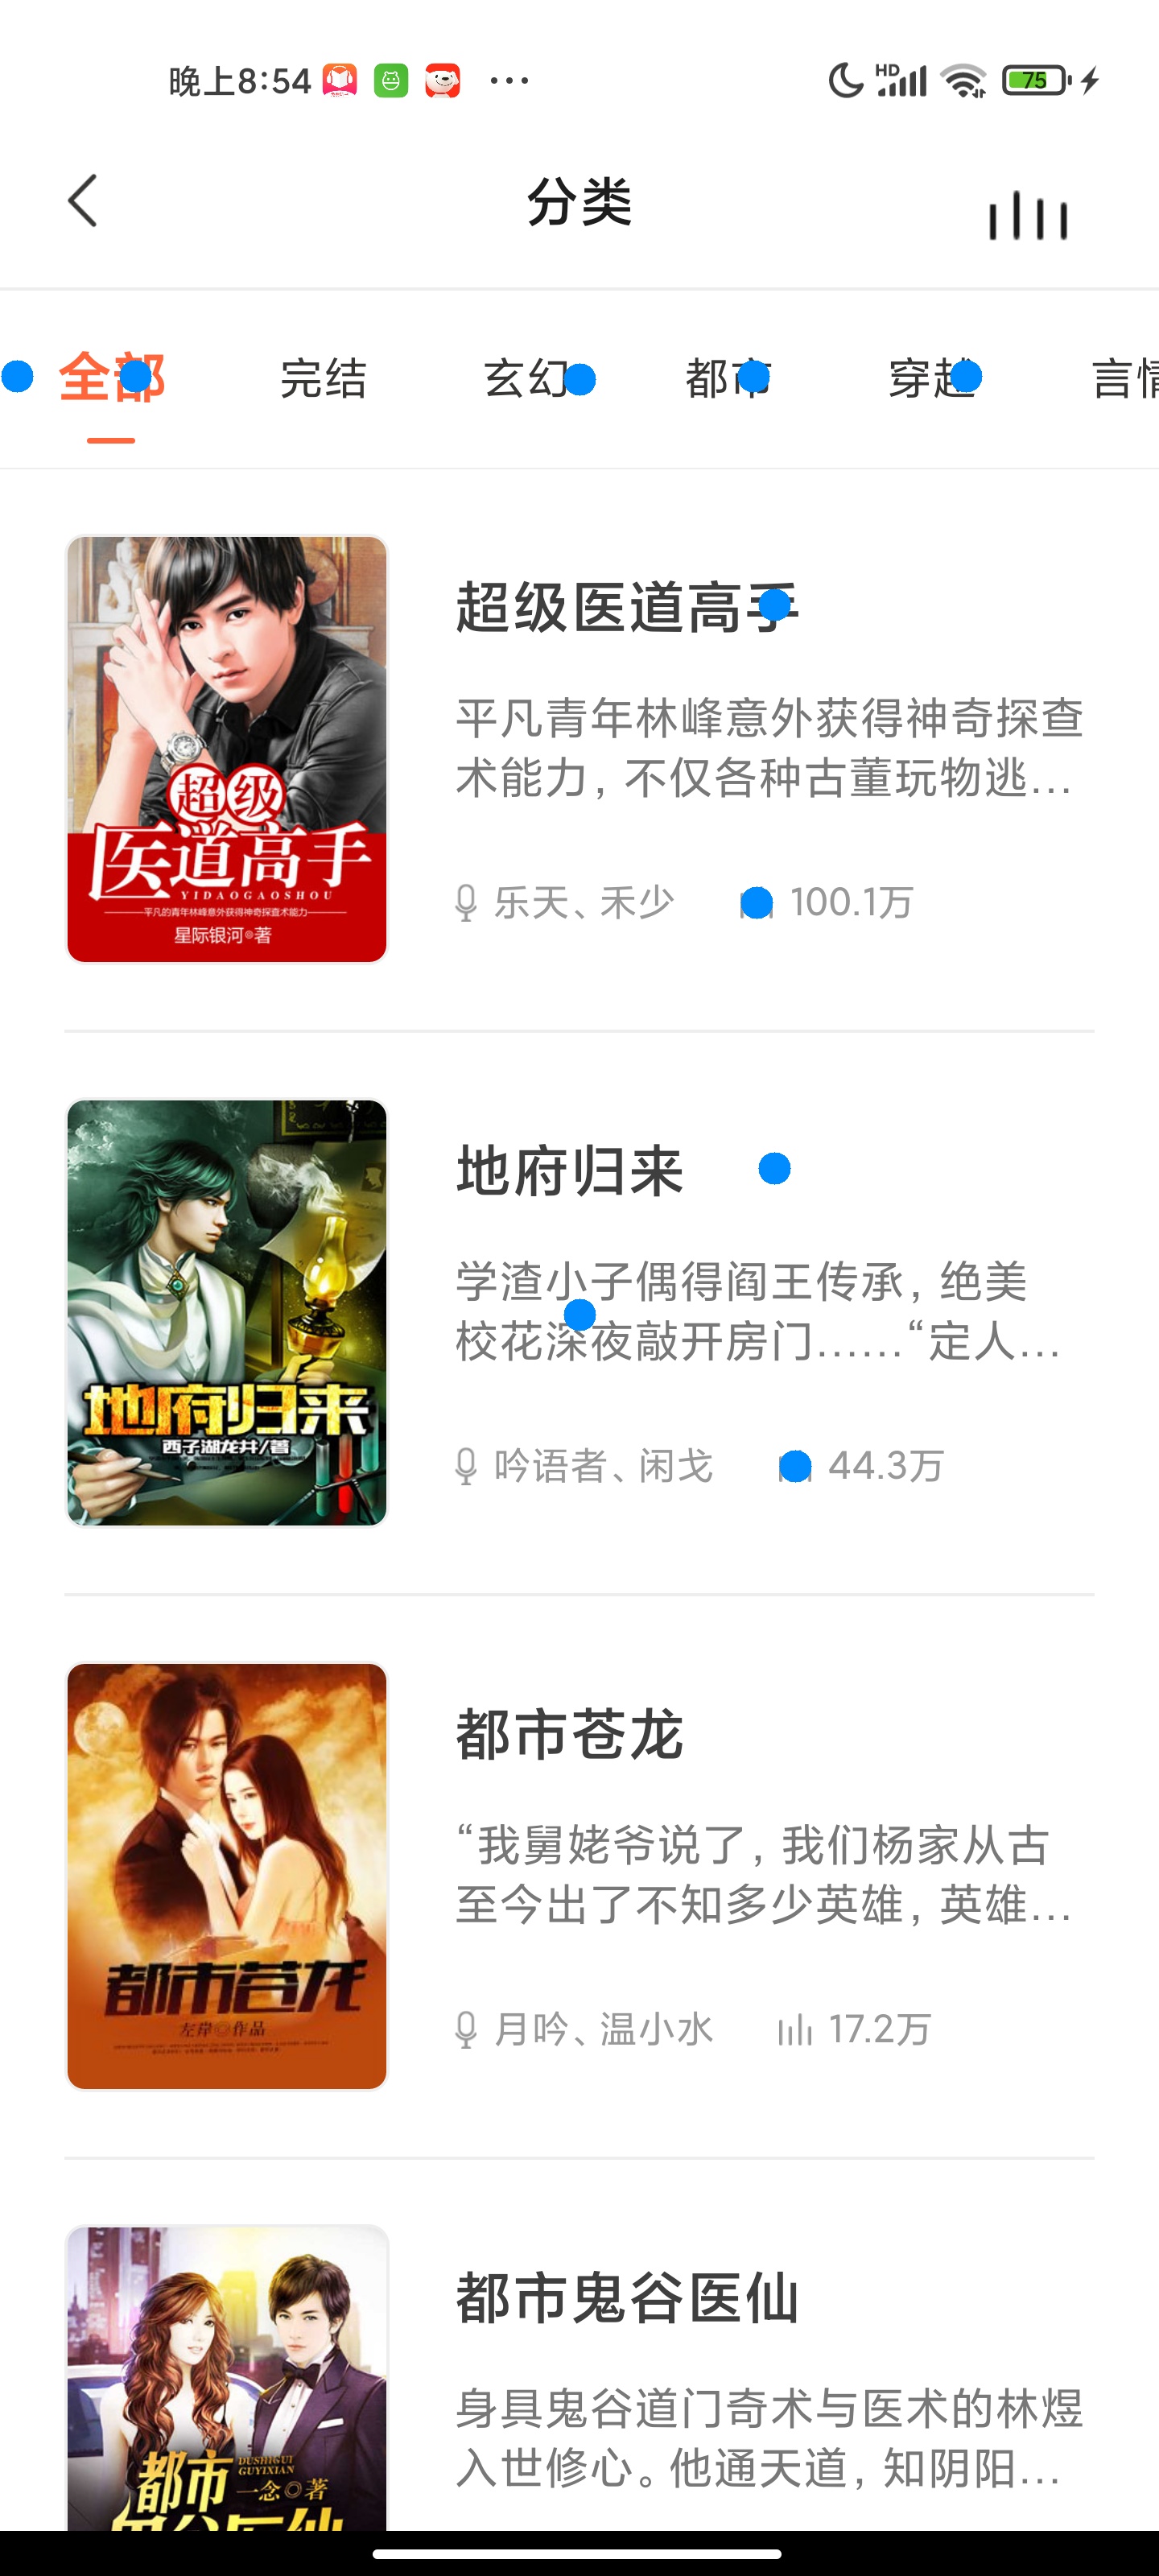 晚上8:54
HD
75
分类
全部 完结 玄幻 都市 穿越 言情
超级
医道高手
YIDAOGAOSHOU
平凡的青年林峰意外获得神奇探查术能力
星际银河◎著
超级医道高手
平凡青年林峰意外获得神奇探查
术能力，不仅各种古董玩物逃...
乐天、禾少 100.1万
地府归来
西子湖龙井/著
地府归来
学渣小子偶得阎王传承，绝美
校花深夜敲开房门……“定人...
吟语者、闲戈 44.3万
都市苍龙
左岸◎作品
都市苍龙
“我舅姥爷说了，我们杨家从古
至今出了不知多少英雄，英雄...
月吟、温小水 17.2万
都市
DUSHIGUI
GUYIXIAN
一念◎著
都市鬼谷医仙
身具鬼谷道门奇术与医术的林煜
入世修心。他通天道，知阴阳...